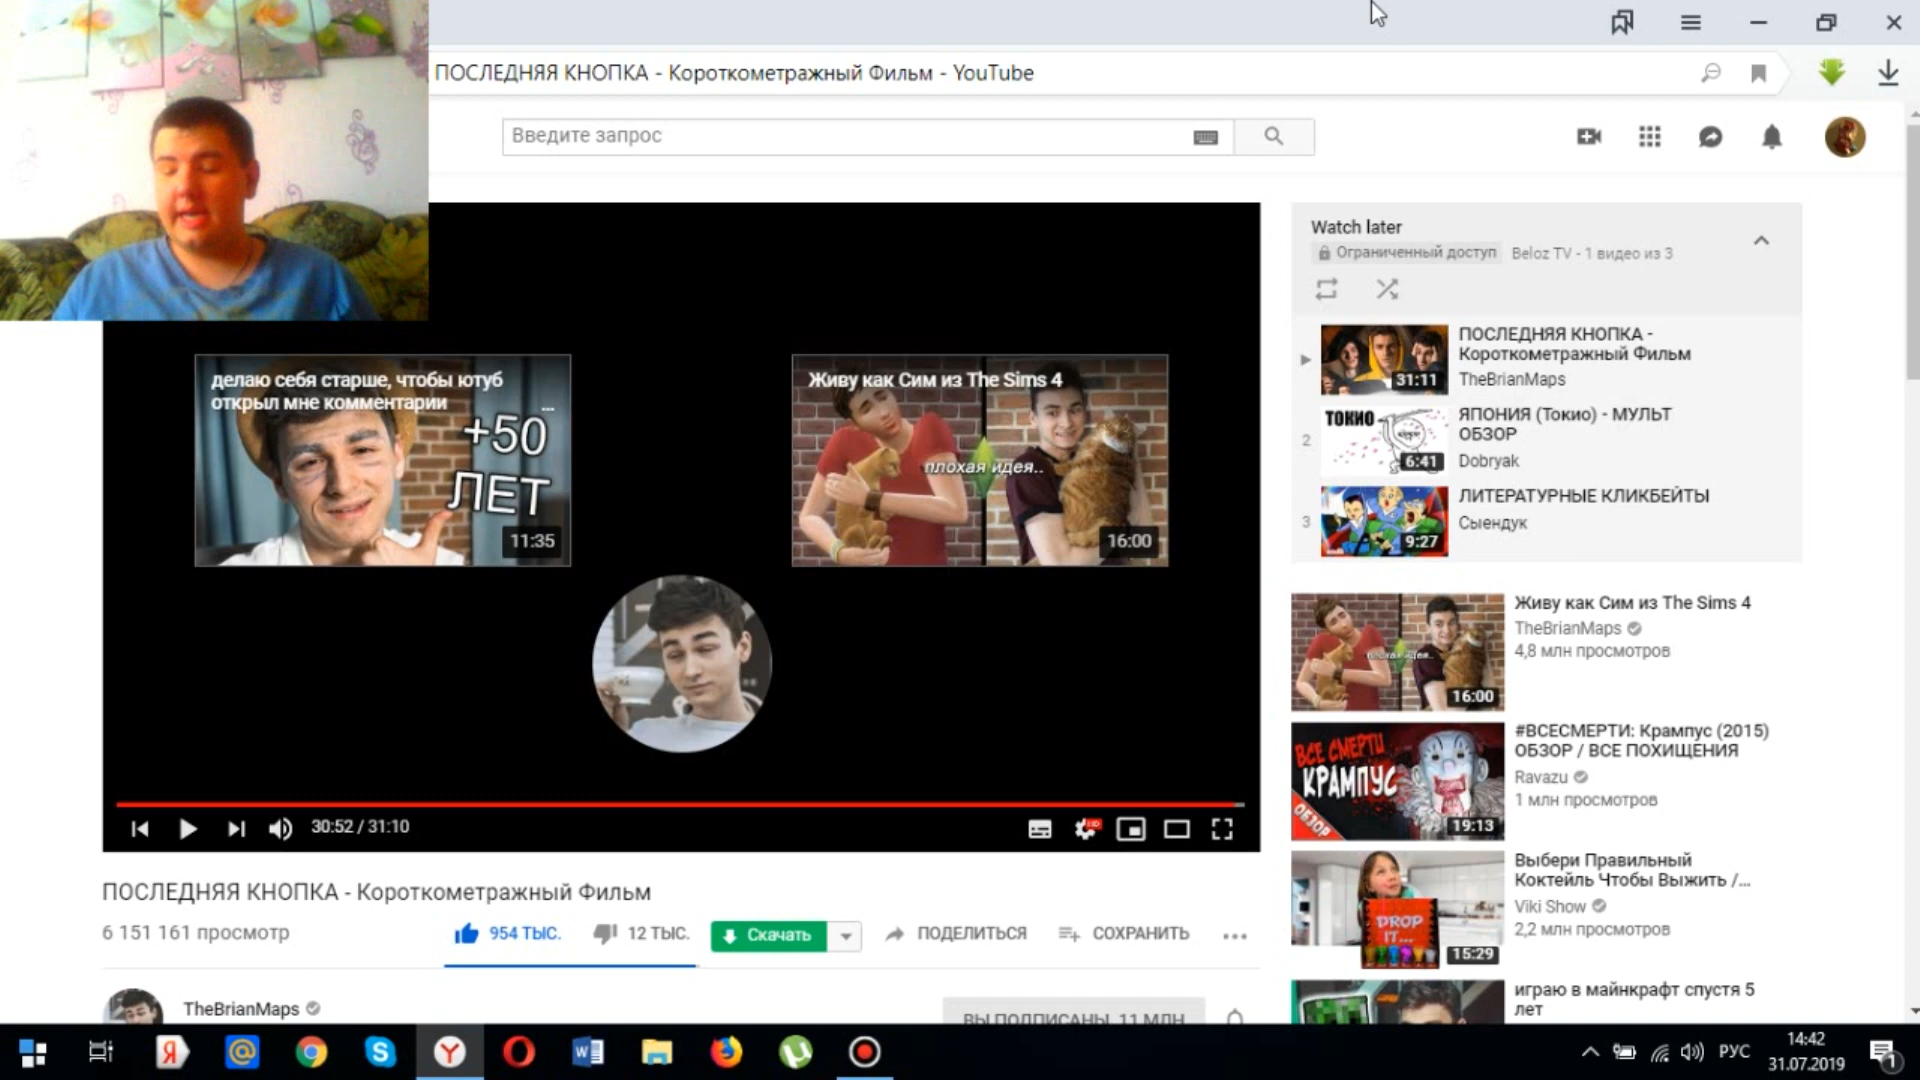 ПОСЛЕДНЯЯ КНОПКА - Короткометражный Фильм - YouTube
Введите запрос
делаю себя старше, чтобы ютуб
открыл мне комментарии
...
+50
ЛЕТ
11:35
Живу как Сим из The Sims 4
плохая идея..
16:00
30:52 / 31:10
HD
ПОСЛЕДНЯЯ КНОПКА - Короткометражный Фильм
6 151 161 просмотр
954 ТЫС.
12 ТЫС.
Скачать
ПОДЕЛИТЬСЯ
СОХРАНИТЬ
TheBrianMaps
ВЫ ПОДПИСАНЫ 11 МЛН
Watch later
Ограниченный доступ
Beloz TV - 1 видео из 3
ПОСЛЕДНЯЯ КНОПКА -
Короткометражный Фильм
TheBrianMaps
31:11
2
ТОКИО
6:41
ЯПОНИЯ (Токио) - МУЛЬТ
ОБЗОР
Dobryak
3
9:27
ЛИТЕРАТУРНЫЕ КЛИКБЕЙТЫ
Сыендук
плохая идея..
16:00
Живу как Сим из The Sims 4
TheBrianMaps
4,8 млн просмотров
ВСЕ СМЕРТИ
КРАМПУС
ОБЗОР
19:13
#ВСЕСМЕРТИ: Крампус (2015)
ОБЗОР / ВСЕ ПОХИЩЕНИЯ
Ravazu
1 млн просмотров
DROP
IT...
15:29
Выбери Правильный
Коктейль Чтобы Выжить /...
Viki Show
2,2 млн просмотров
играю в майнкрафт спустя 5
лет
РУС
14:42
31.07.2019
1